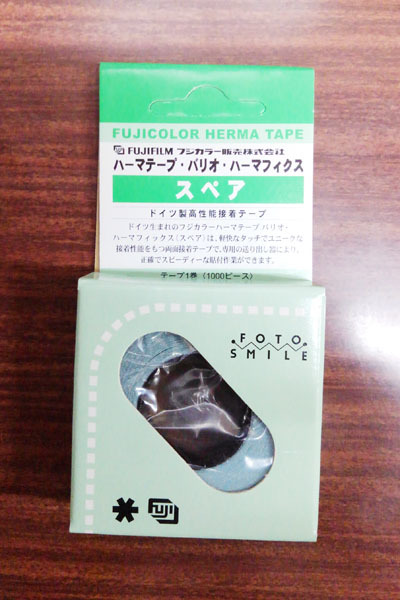 FUJICOLOR HERMA TAPE
FUJIFILM フジカラー販売株式会社
ハーマテープ・バリオ・ハーマフィクス
スペア
ドイツ製高性能接着テープ
ドイツ生まれのフジカラーハーマテープバリオ・
ハーマフィックス(スペア)は、軽快なタッチでユニークな
接着性能をもつ両面接着テープで、専用の送り出し器により、
正確でスピーディーな貼付作業ができます。
テープ1巻(1000ピース)
FOTO
SMILE
FUJI